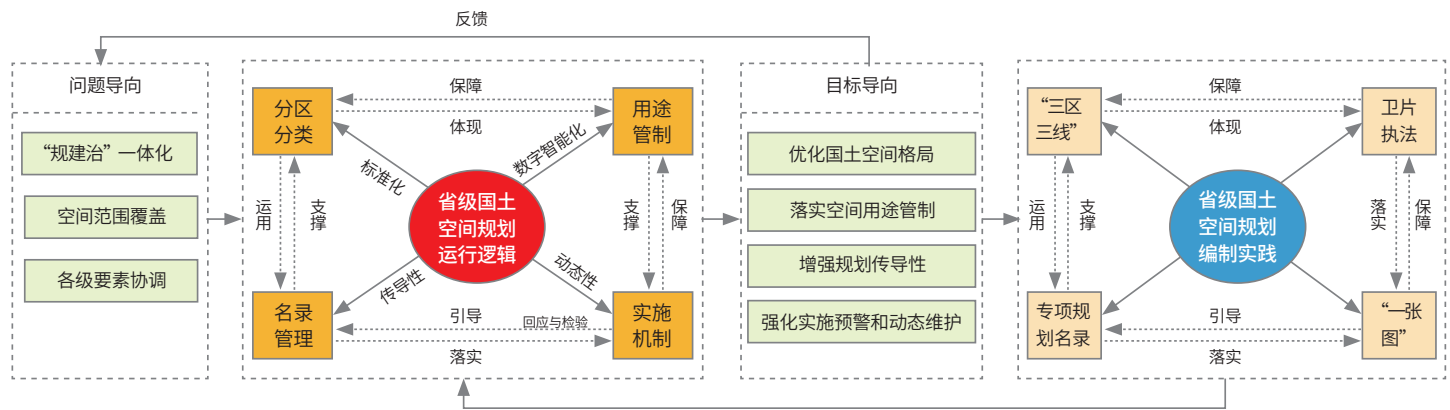 反馈
问题导向
“规建治”一体化
空间范围覆盖
各级要素协调
分区
分类
保障
体现
用途
管制
标准化
数字智能化
运用
支撑
省级国土
空间规划
运行逻辑
支撑
保障
传导性
动态性
名录
管理
引导
回应与检验
落实
实施
机制
目标导向
优化国土空间格局
落实空间用途管制
增强规划传导性
强化实施预警和动态维护
“三区
三线”
保障
体现
卫片
执法
运用
支撑
省级国土
空间规划
编制实践
落实
保障
专项规
划名录
引导
落实
“一张
图”